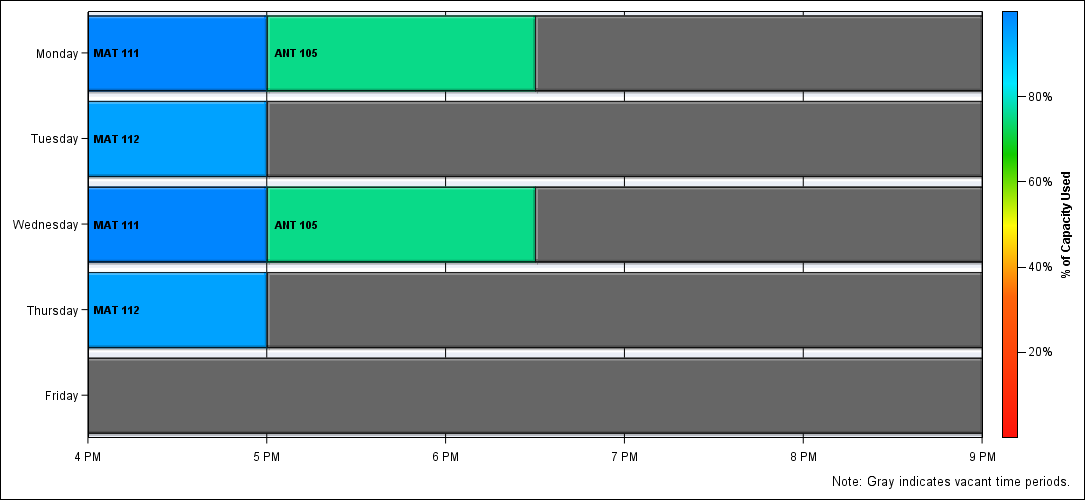 Monday
MAT 111
ANT 105
Tuesday
MAT 112
Wednesday
MAT 111
ANT 105
Thursday
MAT 112
Friday
4 PM
5 PM
6 PM
7 PM
8 PM
9 PM
80%
60%
40%
20%
% of Capacity Used
Note: Gray indicates vacant time periods.